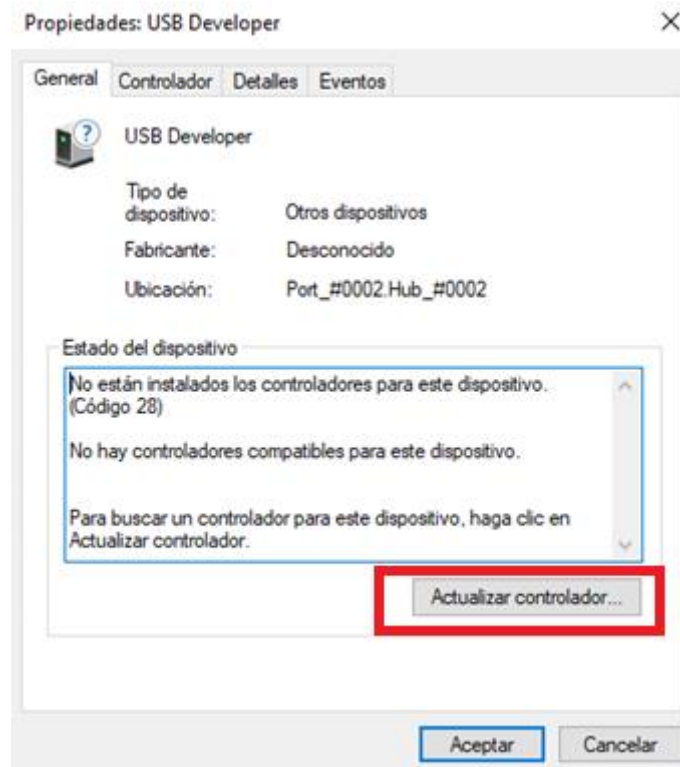 Propiedades: USB Developer
General Controlador Detalles Eventos
USB Developer
Tipo de
dispositivo: Otros dispositivos
Fabricante: Desconocido
Ubicación: Port_#0002.Hub_#0002
Estado del dispositivo
No están instalados los controladores para este dispositivo.
(Código 28)
No hay controladores compatibles para este dispositivo.
Para buscar un controlador para este dispositivo, haga clic en
Actualizar controlador.
Actualizar controlador...
Aceptar Cancelar